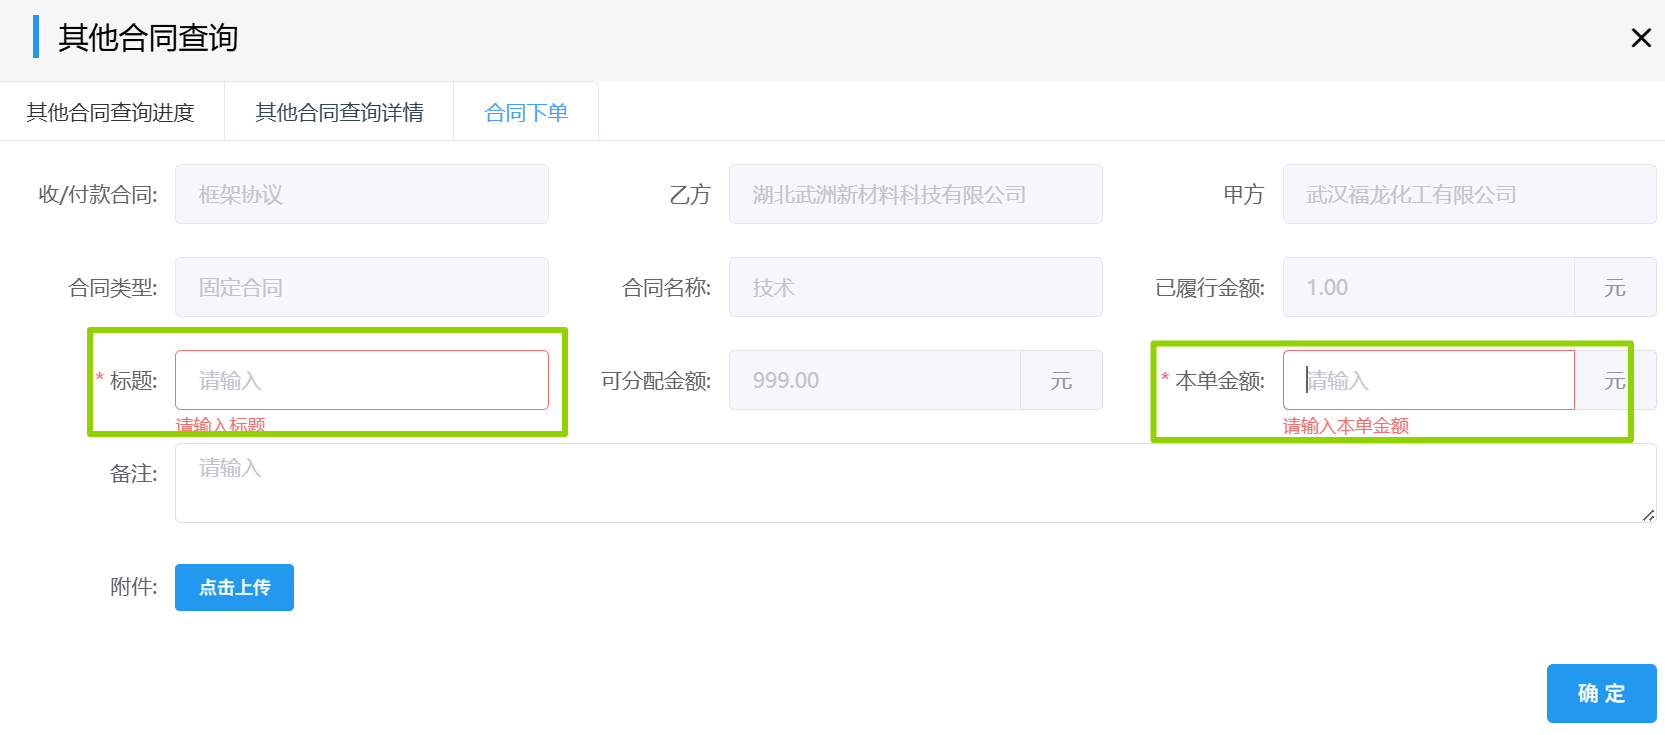 其他合同查询
其他合同查询进度 其他合同查询详情 合同下单
收/付款合同: 框架协议 乙方 湖北武洲新材料科技有限公司 甲方 武汉福龙化工有限公司
合同类型: 固定合同 合同名称: 技术 已履行金额: 1.00 元
* 标题: 请输入 可分配金额: 999.00 元 * 本单金额: 请输入 元
请输入标题 请输入本单金额
备注: 请输入
附件: 点击上传
确 定